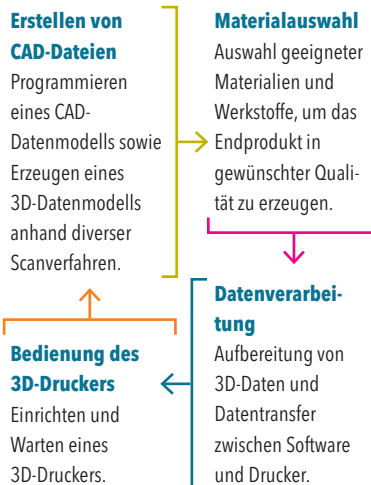 Erstellen von
CAD-Dateien
Programmieren
eines CAD-
Datenmodells sowie
Erzeugen eines
3D-Datenmodells
anhand diverser
Scanverfahren.
Materialauswahl
Auswahl geeigneter
Materialien und
Werkstoffe, um das
Endprodukt in
gewünschter Quali-
tät zu erzeugen.
Datenverarbei-
tung
Aufbereitung von
3D-Daten und
Datentransfer
zwischen Software
und Drucker.
Bedienung des
3D-Druckers
Einrichten und
Warten eines
3D-Druckers.